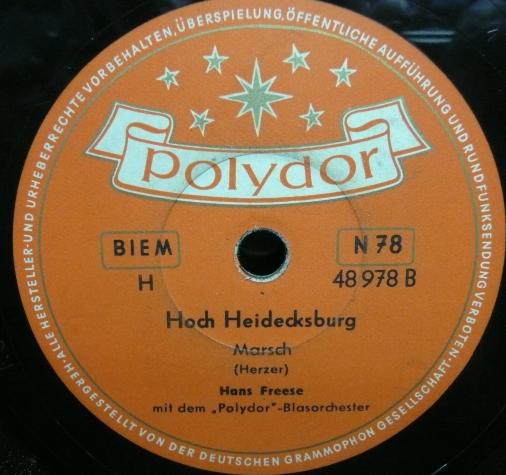 ALLE HERSTELLER- UND URHEBERRECHTE VORBEHALTEN, ÜBERSPIELUNG, ÖFFENTLICHE AUFFÜHRUNG UND RUNDFUNKSENDUNG VERBOTEN.
polydor
BIEM N 78
H 48 978 B
Hoch Heidecksburg
Marsch
(Herzer)
Hans Freese
mit dem „Polydor"-Blasorchester
HERGESTELLT VON DER DEUTSCHEN GRAMMOPHON GESELLSCHAFT